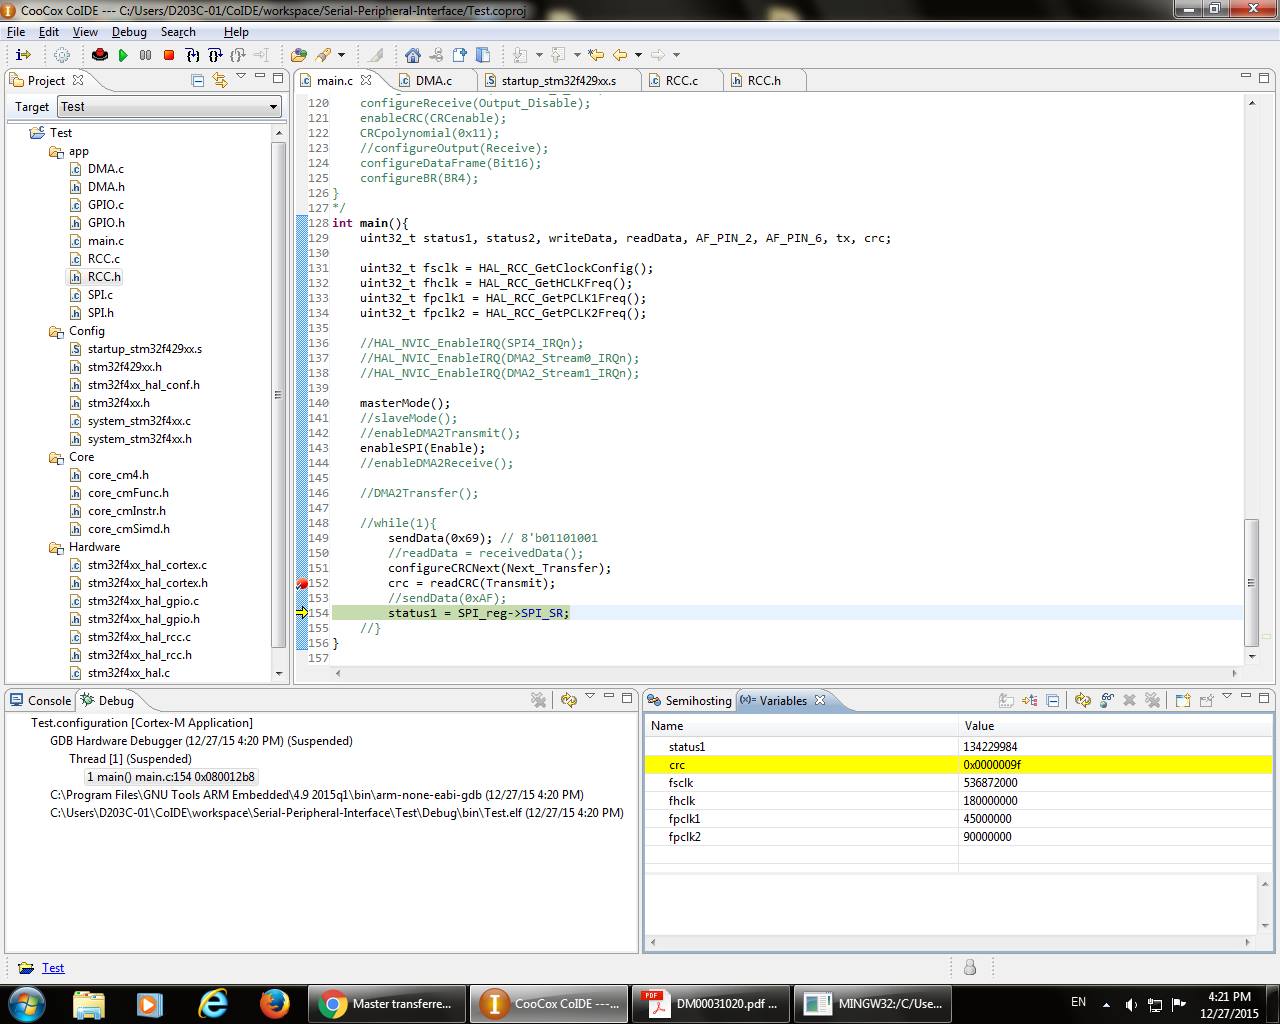 CooCox CoIDE --- C:/Users/D203C-01/CoIDE/workspace/Serial-Peripheral-Interface/Test.coproj
File Edit View Debug Search Help
Project
Target Test
Test
app
DMA.c
DMA.h
GPIO.c
GPIO.h
main.c
RCC.c
RCC.h
SPI.c
SPI.h
Config
startup_stm32f429xx.s
stm32f429xx.h
stm32f4xx_hal_conf.h
stm32f4xx.h
system_stm32f4xx.c
system_stm32f4xx.h
Core
core_cm4.h
core_cmFunc.h
core_cmInstr.h
core_cmSimd.h
Hardware
stm32f4xx_hal_cortex.c
stm32f4xx_hal_cortex.h
stm32f4xx_hal_gpio.c
stm32f4xx_hal_gpio.h
stm32f4xx_hal_rcc.c
stm32f4xx_hal_rcc.h
stm32f4xx_hal.c
main.c DMA.c startup_stm32f429xx.s RCC.c RCC.h
120 configureReceive(Output_Disable);
121 enableCRC(CRCenable);
122 CRCpolynomial(0x11);
123 //configureOutput(Receive);
124 configureDataFrame(Bit16);
125 configureBR(BR4);
126 }
127 */
128 int main(){
129 uint32_t status1, status2, writeData, readData, AF_PIN_2, AF_PIN_6, tx, crc;
130
131 uint32_t fsclk = HAL_RCC_GetClockConfig();
132 uint32_t fhclk = HAL_RCC_GetHCLKFreq();
133 uint32_t fpclk1 = HAL_RCC_GetPCLK1Freq();
134 uint32_t fpclk2 = HAL_RCC_GetPCLK2Freq();
135
136 //HAL_NVIC_EnableIRQ(SPI4_IRQn);
137 //HAL_NVIC_EnableIRQ(DMA2_Stream0_IRQn);
138 //HAL_NVIC_EnableIRQ(DMA2_Stream1_IRQn);
139
140 masterMode();
141 //slaveMode();
142 //enableDMA2Transmit();
143 enableSPI(Enable);
144 //enableDMA2Receive();
145
146 //DMA2Transfer();
147
148 //while(1){
149 sendData(0x69); // 8'b01101001
150 //readData = receivedData();
151 configureCRCNext(Next_Transfer);
152 crc = readCRC(Transmit);
153 //sendData(0xAF);
154 status1 = SPI_reg->SPI_SR;
155 //}
156 }
157
Console Debug
Test.configuration [Cortex-M Application]
GDB Hardware Debugger (12/27/15 4:20 PM) (Suspended)
Thread [1] (Suspended)
1 main() main.c:154 0x080012b8
C:\Program Files\GNU Tools ARM Embedded\4.9 2015q1\bin\arm-none-eabi-gdb (12/27/15 4:20 PM)
C:\Users\D203C-01\CoIDE\workspace\Serial-Peripheral-Interface\Test\Debug\bin\Test.elf (12/27/15 4:20 PM)
Semihosting Variables
Name Value
status1 134229984
crc 0x0000009f
fsclk 536872000
fhclk 180000000
fpclk1 45000000
fpclk2 90000000
Test
Master transferre... CooCox CoIDE ---... DM00031020.pdf ... MINGW32:/C/Use...
EN
4:21 PM
12/27/2015